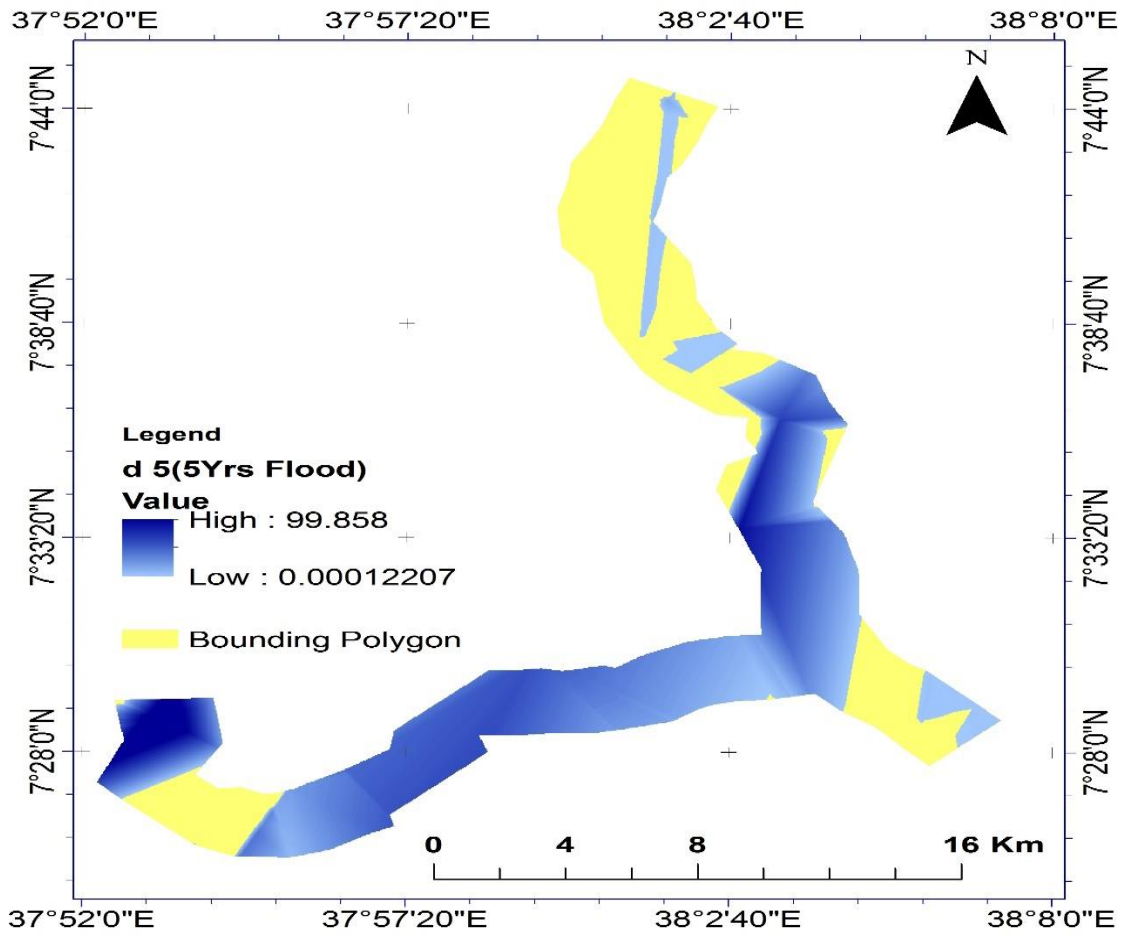 37°52'0"E 37°57'20"E 38°2'40"E 38°8'0"E
N
7°44'0"N 7°44'0"N
7°38'40"N 7°38'40"N
Legend
d 5(5Yrs Flood)
Value
High : 99.858
7°33'20"N 7°33'20"N
Low : 0.00012207
Bounding Polygon
7°28'0"N 7°28'0"N
0 4 8 16 Km
37°52'0"E 37°57'20"E 38°2'40"E 38°8'0"E